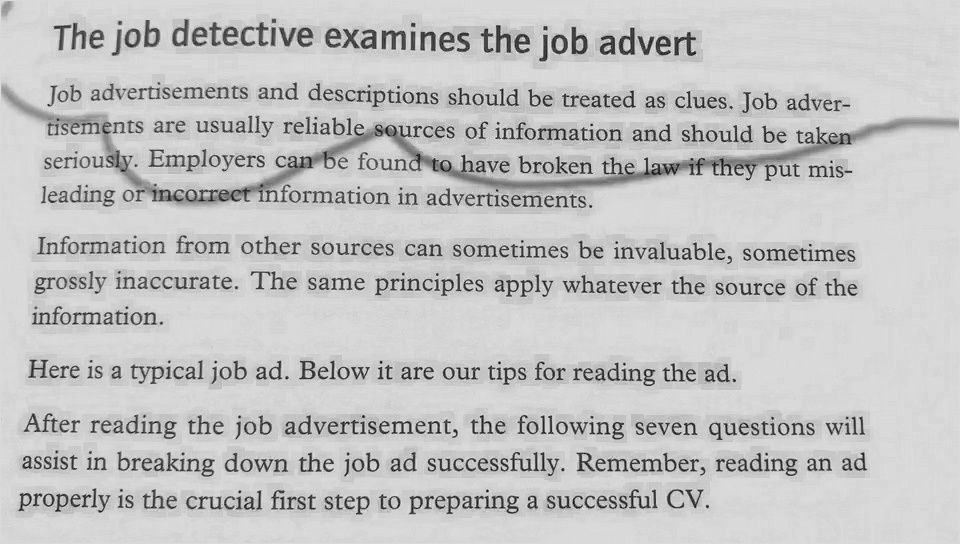 The job detective examines the job advert
Job advertisements and descriptions should be treated as clues. Job adver-
tisements are usually reliable sources of information and should be taken
seriously. Employers can be found to have broken the law if they put mis-
leading or incorrect information in advertisements.
Information from other sources can sometimes be invaluable, sometimes
grossly inaccurate. The same principles apply whatever the source of the
information.
Here is a typical job ad. Below it are our tips for reading the ad.
After reading the job advertisement, the following seven questions will
assist in breaking down the job ad successfully. Remember, reading an ad
properly is the crucial first step to preparing a successful CV.